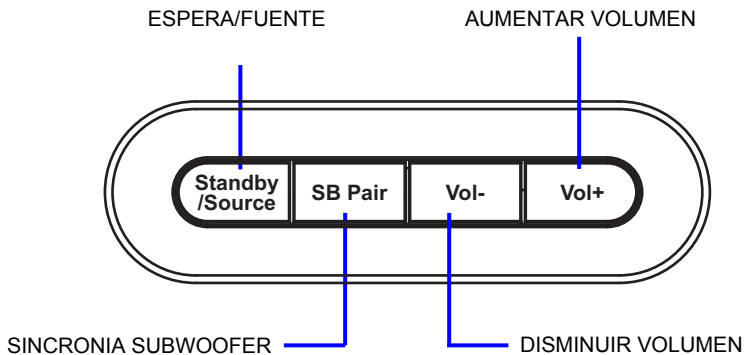 ESPERA/FUENTE
AUMENTAR VOLUMEN
Standby
/Source
SB Pair
Vol-
Vol+
SINCRONIA SUBWOOFER
DISMINUIR VOLUMEN